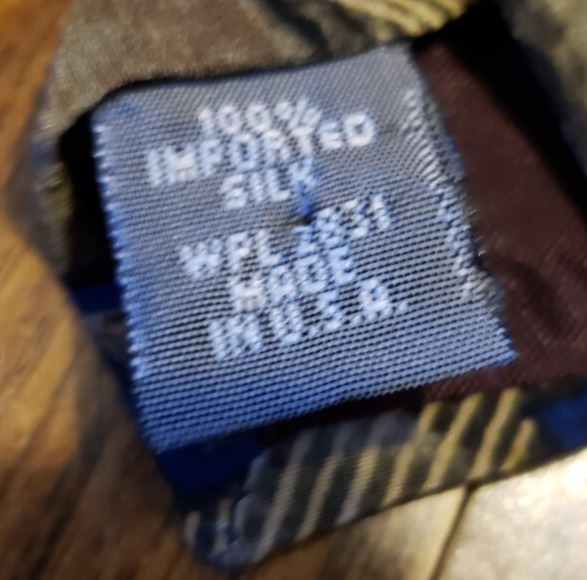 100%
IMPORTED
SILK
WPL 2831
MADE
IN U.S.A.